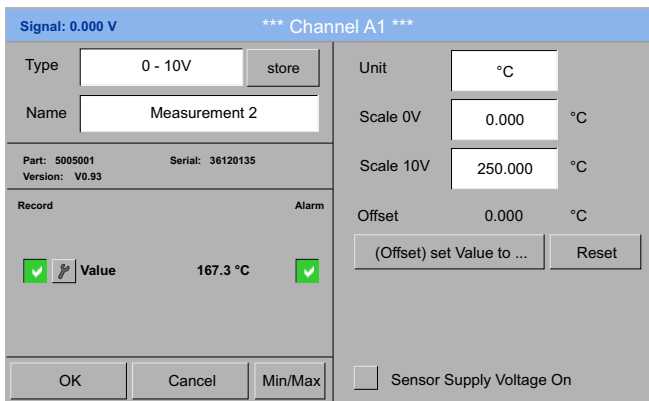 Signal: 0.000 V
*** Channel A1 ***
Type
0 - 10V
store
Name
Measurement 2
Part: 5005001
Serial: 36120135
Version: V0.93
Record
Alarm
Value
167.3 °C
OK
Cancel
Min/Max
Unit
°C
Scale 0V
0.000
°C
Scale 10V
250.000
°C
Offset
0.000
°C
(Offset) set Value to ...
Reset
Sensor Supply Voltage On